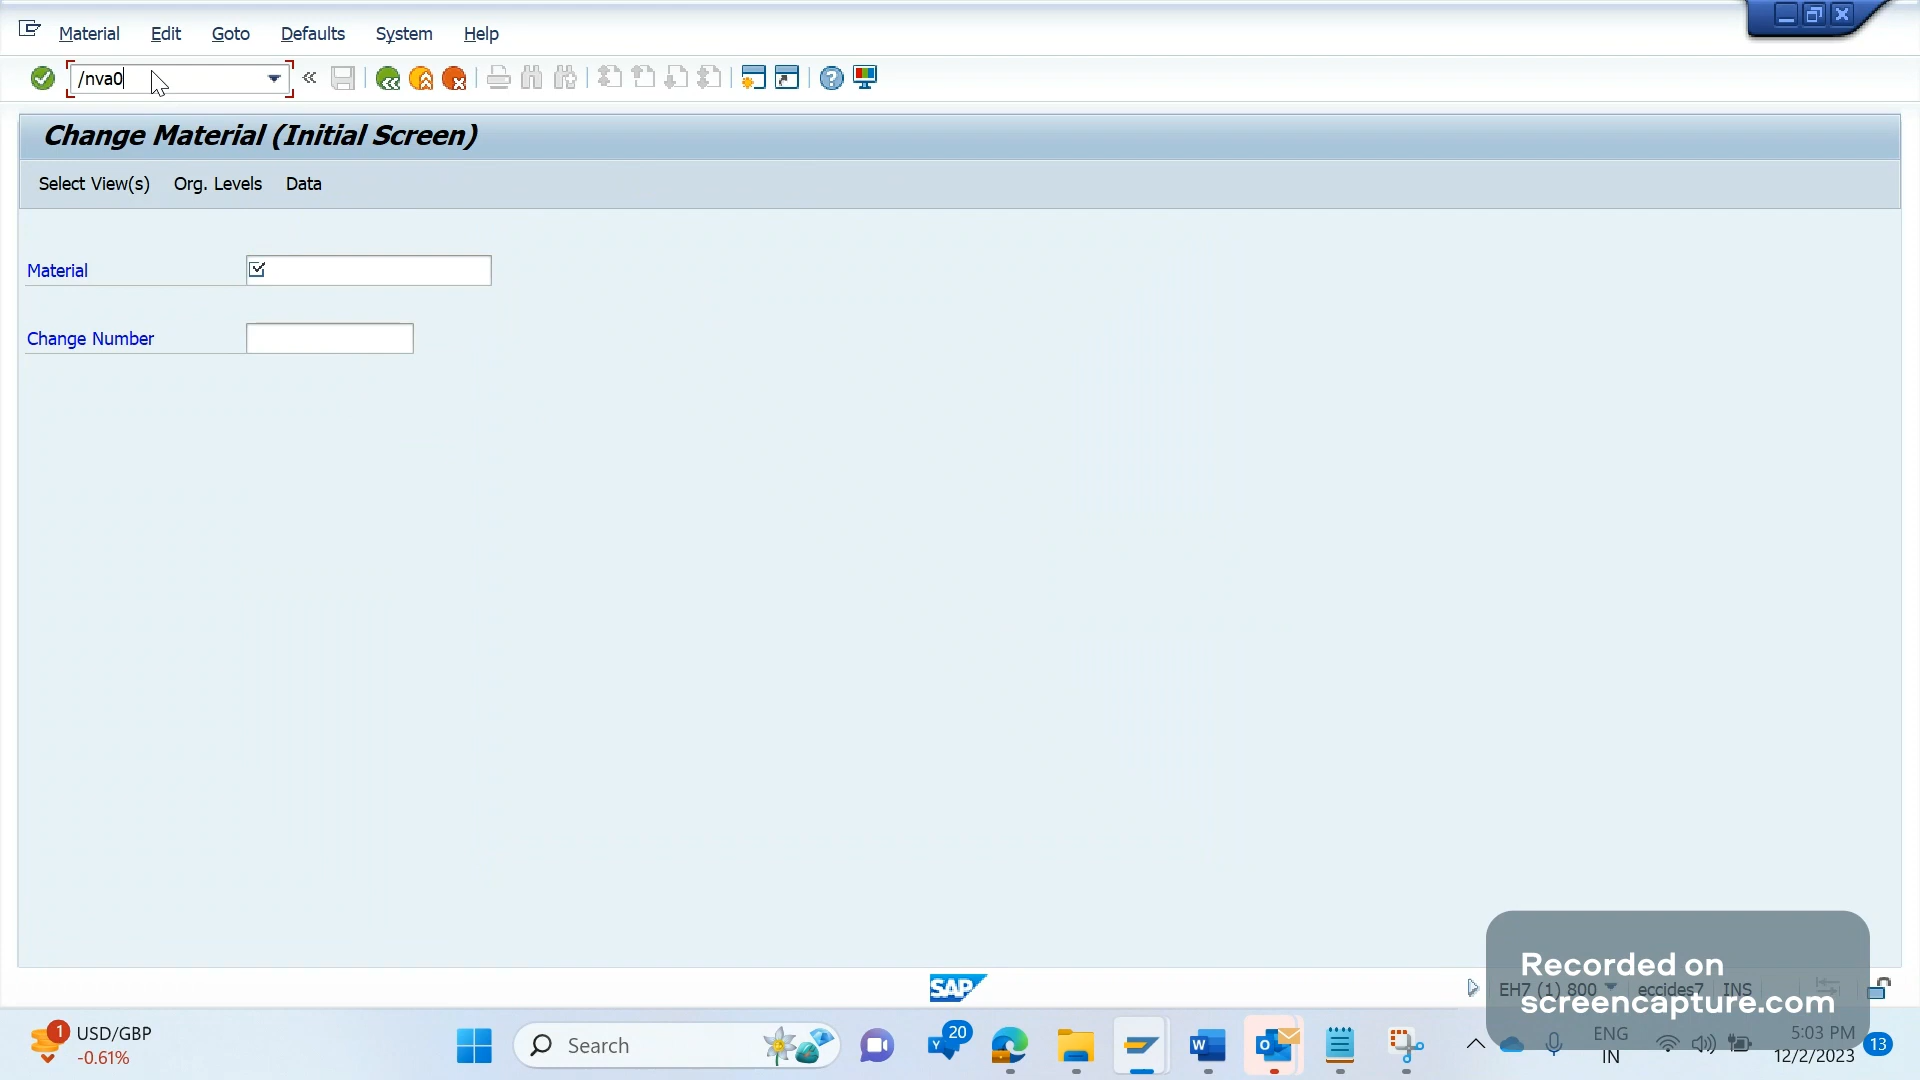 Material Edit Goto Defaults System Help
/nva0
Change Material (Initial Screen)
Select View(s) Org. Levels Data
Material
Change Number
SAP
EH7 (1) 800 eccides7 INS
Recorded on
screencapture.com
1 USD/GBP
-0.61%
Search
20
ENG
IN
5:03 PM
12/2/2023
13